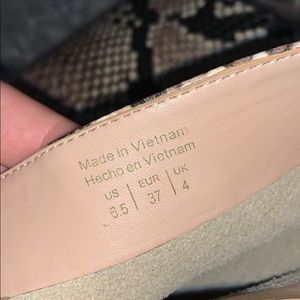 Made in Vietnam
Hecho en Vietnam
US EUR UK
6.5 37 4